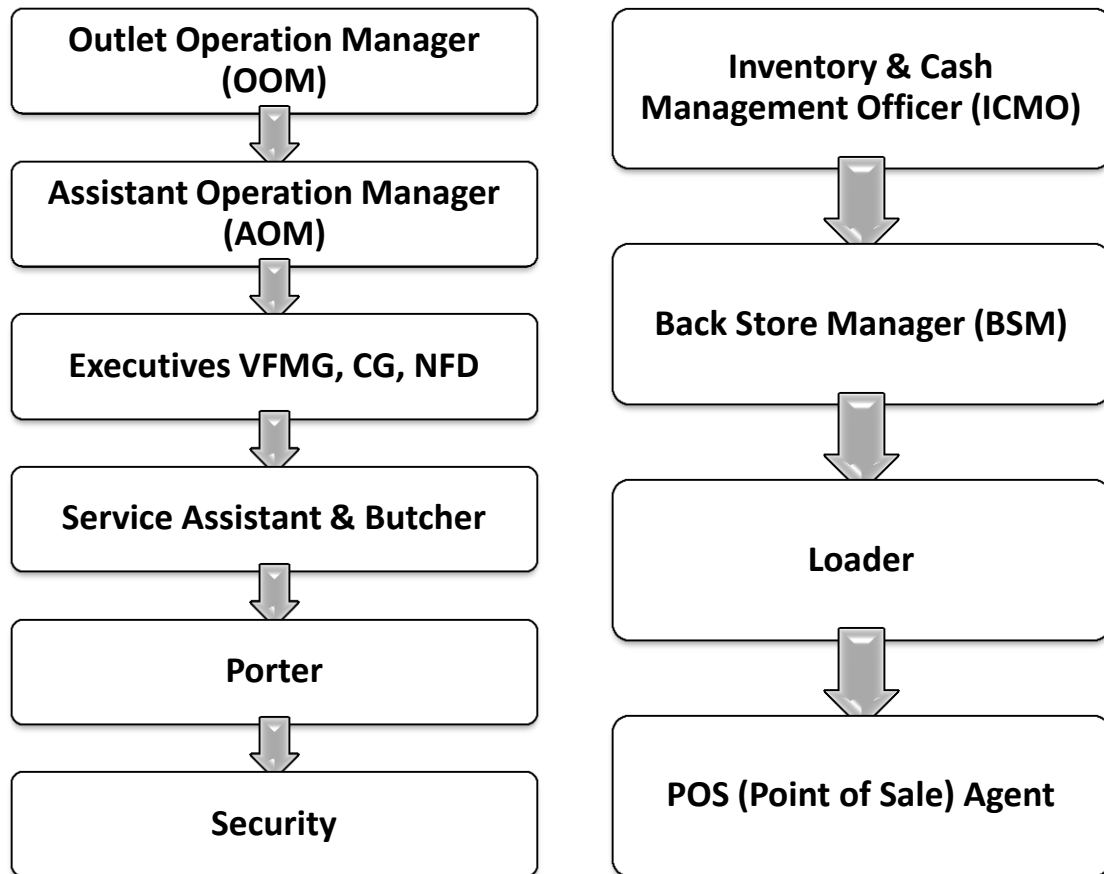 Outlet Operation Manager
(OOM)
Assistant Operation Manager
(AOM)
Executives VFMG, CG, NFD
Service Assistant & Butcher
Porter
Security
Inventory & Cash
Management Officer (ICMO)
Back Store Manager (BSM)
Loader
POS (Point of Sale) Agent